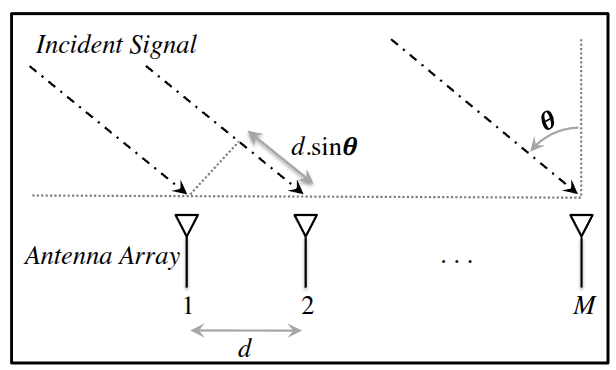 Incident Signal
θ
d.sinθ
Antenna Array
. . .
1
2
M
d